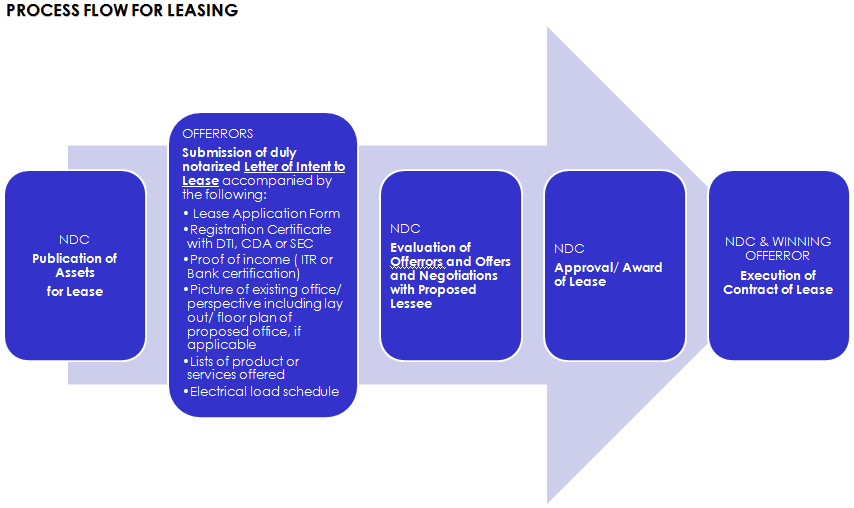 PROCESS FLOW FOR LEASING
NDC
Publication of
Assets
for Lease
OFFERRORS
Submission of duly
notarized Letter of Intent to
Lease accompanied by
the following:
• Lease Application Form
•Registration Certificate
with DTI, CDA or SEC
•Proof of income ( ITR or
Bank certification)
•Picture of existing office/
perspective including lay
out/ floor plan of
proposed office, if
applicable
•Lists of product or
services offered
•Electrical load schedule
NDC
Evaluation of
Offerrors and Offers
and Negotiations
with Proposed
Lessee
NDC
Approval/ Award
of Lease
NDC & WINNING
OFFERROR
Execution of
Contract of Lease